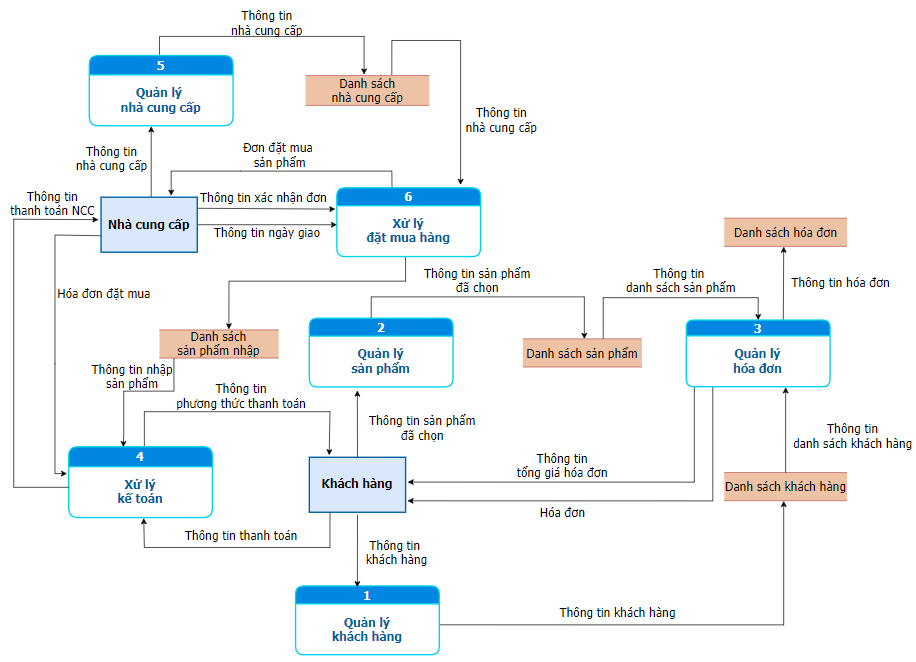 Thông tin
nhà cung cấp
5
Quản lý
nhà cung cấp
Danh sách
nhà cung cấp
Thông tin
nhà cung cấp
Thông tin
nhà cung cấp
Đơn đặt mua
sản phẩm
Thông tin
thanh toán NCC
Nhà cung cấp
Thông tin xác nhận đơn
Thông tin ngày giao
6
Xử lý
đặt mua hàng
Danh sách hóa đơn
Hóa đơn đặt mua
Thông tin sản phẩm
đã chọn
Thông tin
danh sách sản phẩm
Thông tin hóa đơn
Danh sách
sản phẩm nhập
2
Quản lý
sản phẩm
Danh sách sản phẩm
3
Quản lý
hóa đơn
Thông tin nhập
sản phẩm
Thông tin
phương thức thanh toán
Thông tin sản phẩm
đã chọn
Thông tin
danh sách khách hàng
4
Xử lý
kế toán
Khách hàng
Thông tin
tổng giá hóa đơn
Danh sách khách hàng
Hóa đơn
Thông tin thanh toán
Thông tin
khách hàng
1
Quản lý
khách hàng
Thông tin khách hàng